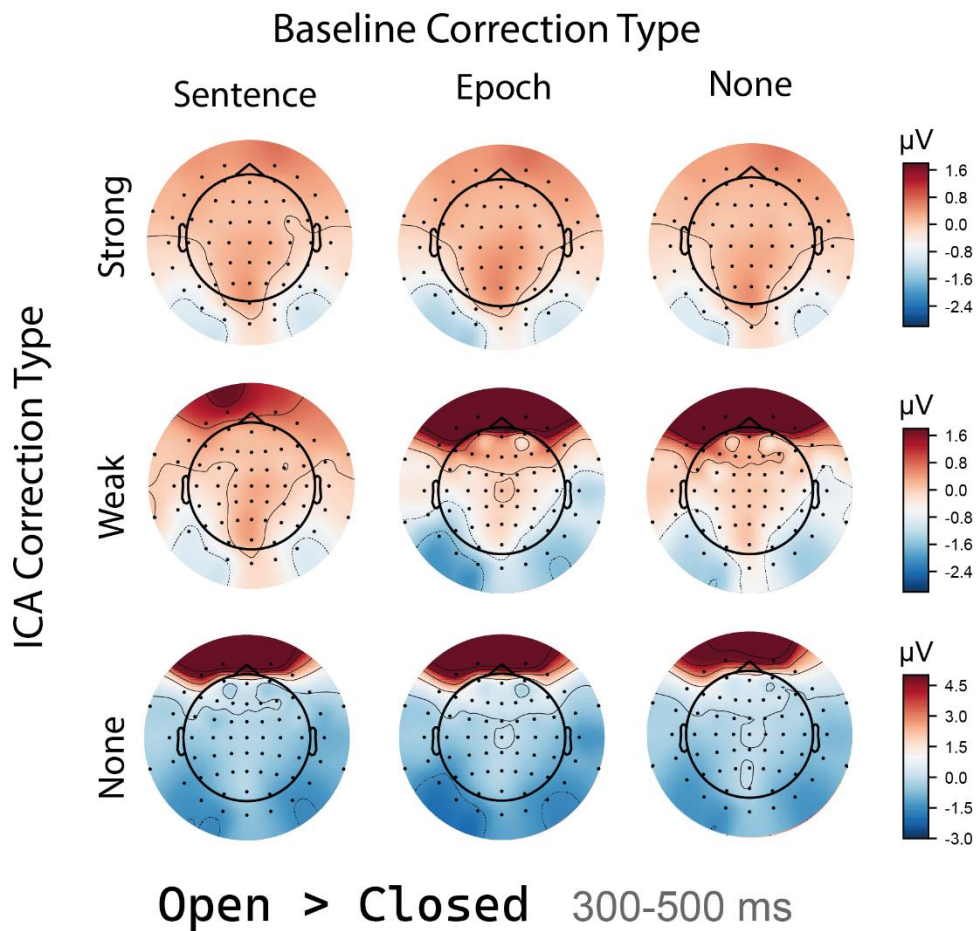 Baseline Correction Type
Sentence Epoch None
ICA Correction Type
Strong
µV
1.6
0.8
0.0
-0.8
-1.6
-2.4
Weak
µV
1.6
0.8
0.0
-0.8
-1.6
-2.4
None
µV
4.5
3.0
1.5
0.0
-1.5
-3.0
Open > Closed 300-500 ms